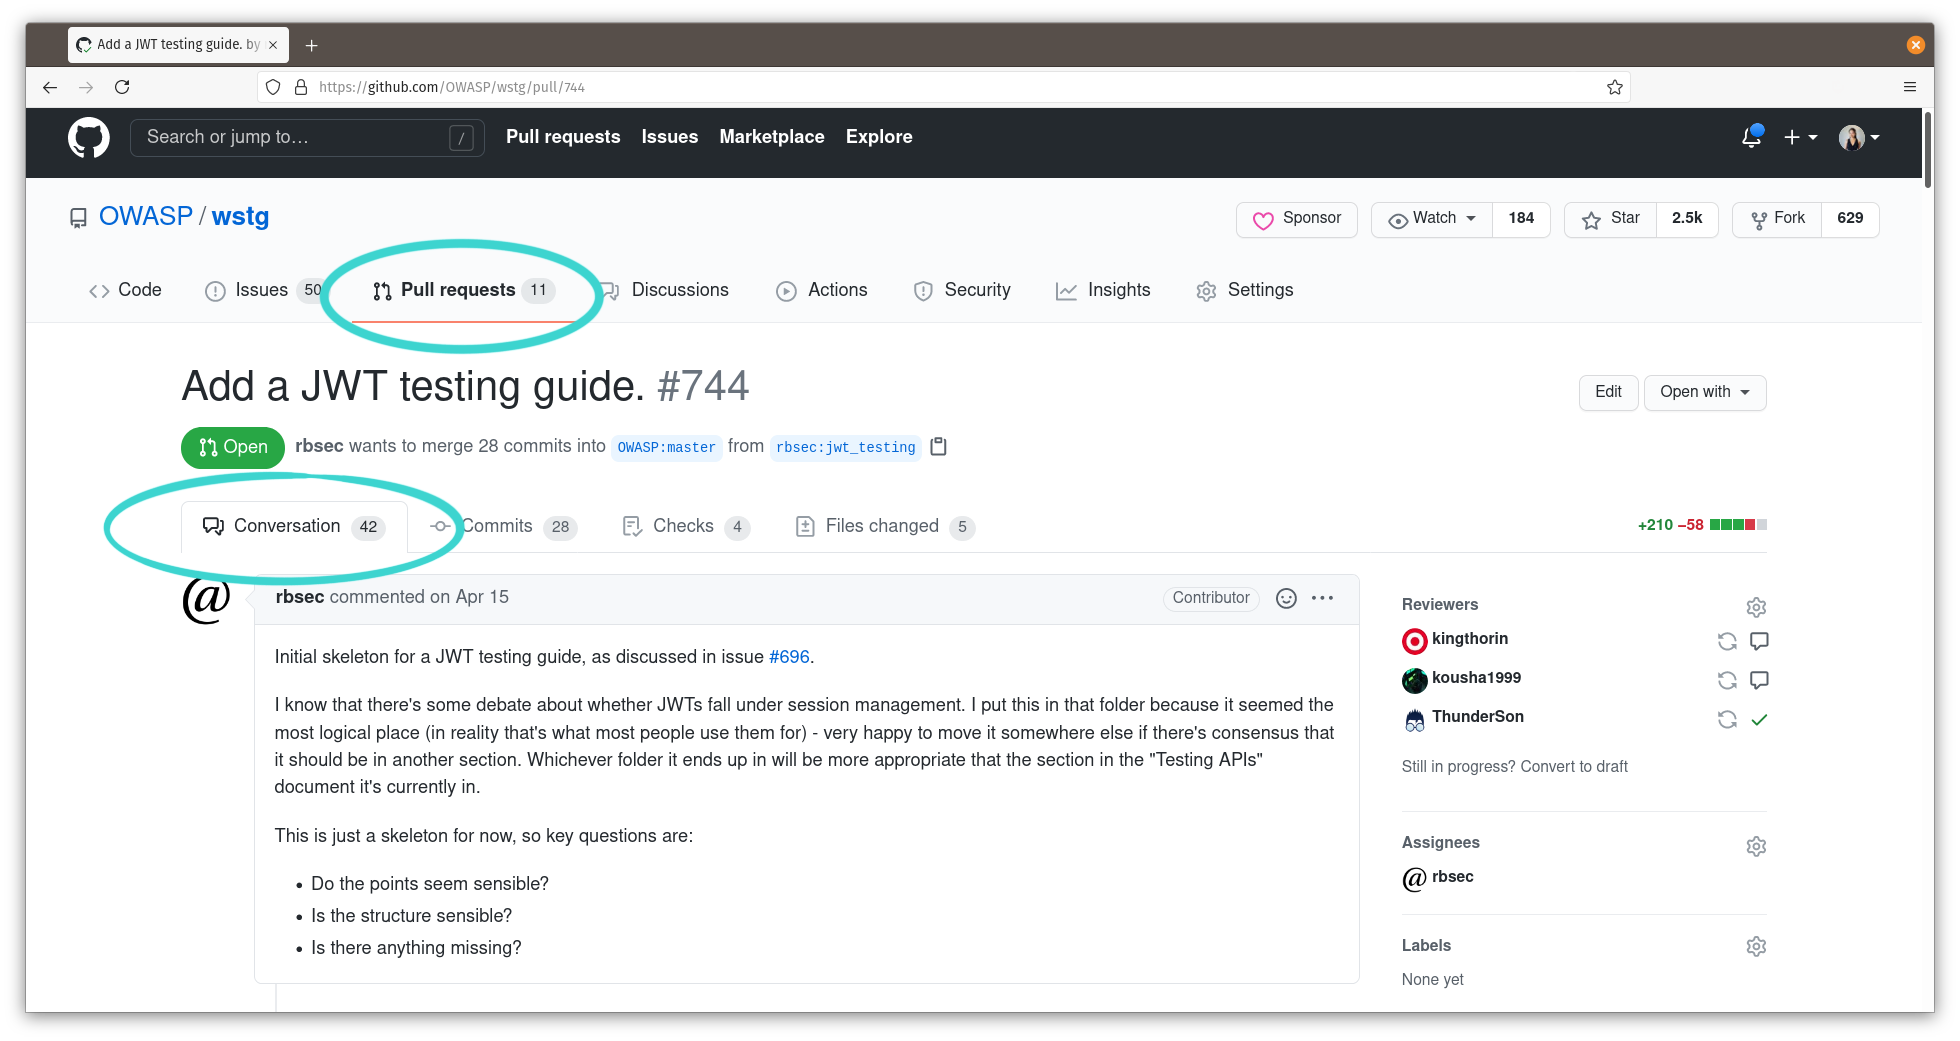 Add a JWT testing guide. by
https://github.com/OWASP/wstg/pull/744
Search or jump to…
/
Pull requests
Issues
Marketplace
Explore
OWASP / wstg
Sponsor
Watch
184
Star
2.5k
Fork
629
Code
Issues 50
Pull requests 11
Discussions
Actions
Security
Insights
Settings
Add a JWT testing guide. #744
Edit
Open with
Open
rbsec wants to merge 28 commits into OWASP:master from rbsec:jwt_testing
Conversation 42
Commits 28
Checks 4
Files changed 5
+210 −58
@
rbsec commented on Apr 15
Contributor
Initial skeleton for a JWT testing guide, as discussed in issue #696.
I know that there's some debate about whether JWTs fall under session management. I put this in that folder because it seemed the
most logical place (in reality that's what most people use them for) - very happy to move it somewhere else if there's consensus that
it should be in another section. Whichever folder it ends up in will be more appropriate that the section in the "Testing APIs"
document it's currently in.
This is just a skeleton for now, so key questions are:
• Do the points seem sensible?
• Is the structure sensible?
• Is there anything missing?
Reviewers
kingthorin
kousha1999
ThunderSon
Still in progress? Convert to draft
Assignees
@ rbsec
Labels
None yet